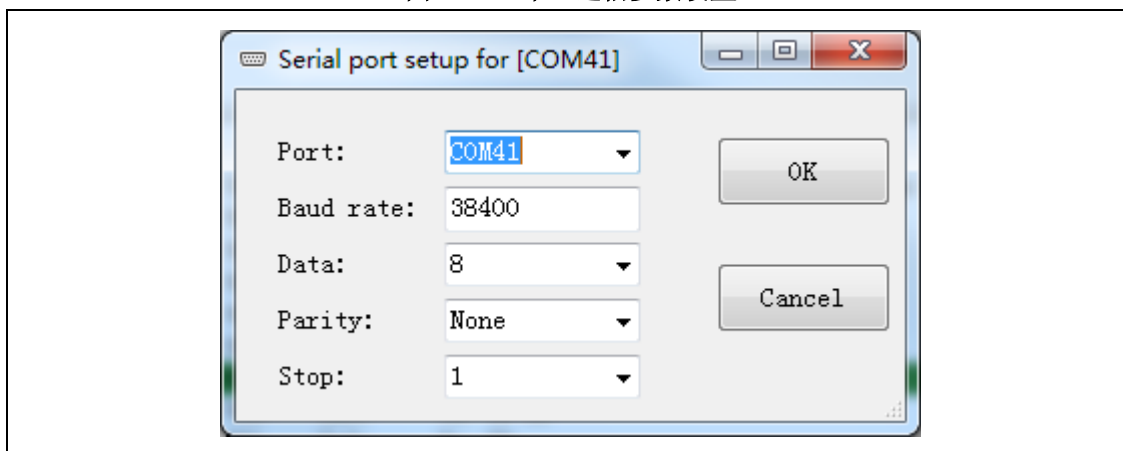 Serial port setup for [COM41]
Port: COM41
OK
Baud rate: 38400
Data: 8
Cancel
Parity: None
Stop: 1